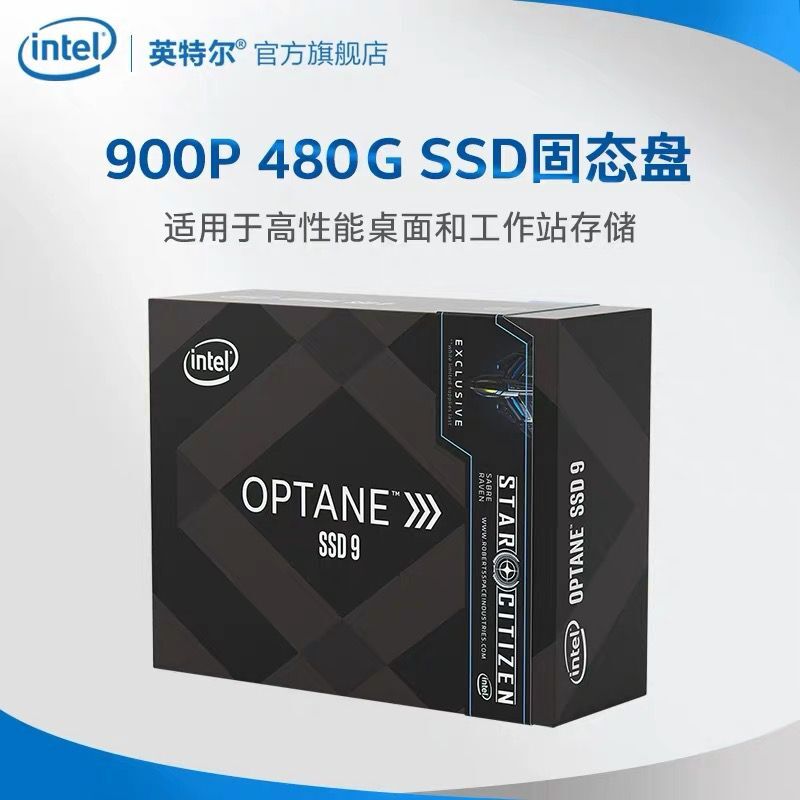 intel 英特尔® 官方旗舰店
900P 480G SSD固态盘
适用于高性能桌面和工作站存储
intel
OPTANE™
SSD 9
EXCLUSIVE
SABRE
RAVEN
STAR CITIZEN
WWW.ROBERTSSPACEINDUSTRIES.COM
intel
OPTANE™ SSD 9
intel